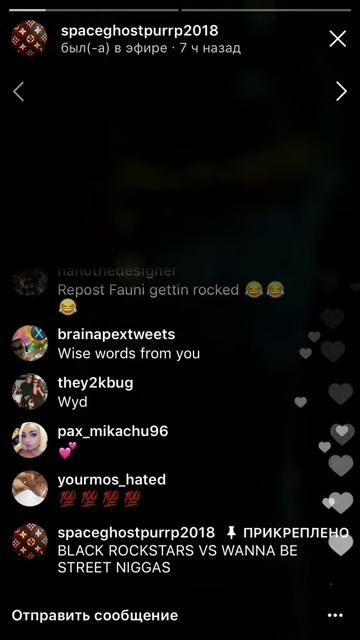 spaceghostpurrp2018
был(-а) в эфире · 7 ч назад
nanothedesigner
Repost Fauni gettin rocked 😂😂
😂
brainapextweets
Wise words from you
they2kbug
Wyd
pax_mikachu96
💕
yourmos_hated
💯 💯 💯 💯
spaceghostpurrp2018 📌 ПРИКРЕПЛЕНО
BLACK ROCKSTARS VS WANNA BE
STREET NIGGAS
Отправить сообщение